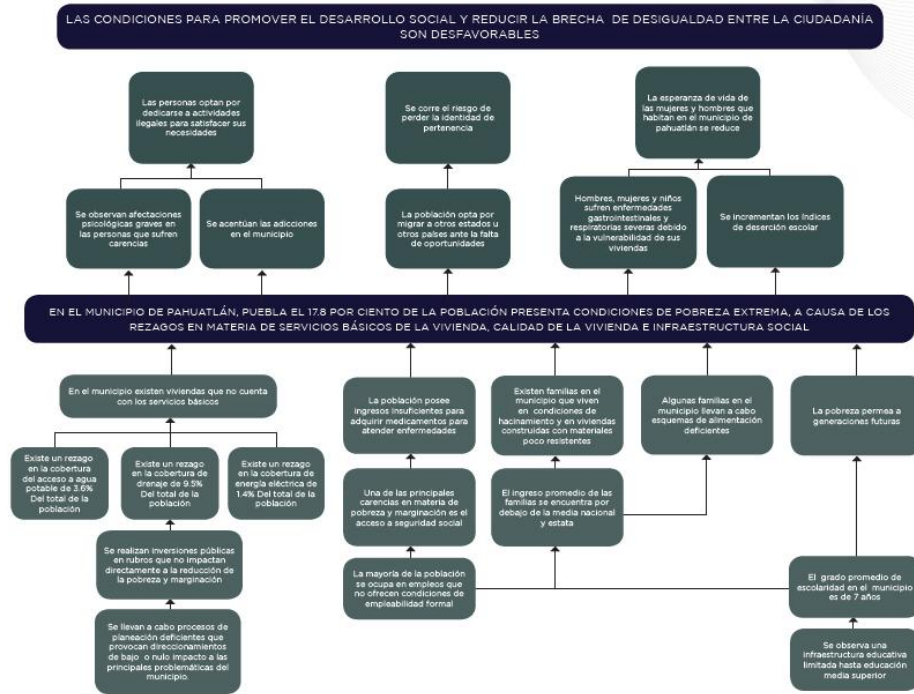 LAS CONDICIONES PARA PROMOVER EL DESARROLLO SOCIAL Y REDUCIR LA BRECHA DE DESIGUALDAD ENTRE LA CIUDADANÍA
SON DESFAVORABLES
Las personas optan por
dedicarse a actividades
ilegales para satisfacer sus
necesidades
Se corre el riesgo de
perder la identidad de
pertenencia
La esperanza de vida de
las mujeres y hombres que
habitan en el municipio de
pahuatlán se reduce
Se observan afectaciones
psicológicas graves en
las personas que sufren
carencias
Se acentúan las adicciones
en el municipio
La población opta por
migrar a otros estados u
otros países ante la falta
de oportunidades
Hombres, mujeres y niños
sufren enfermedades
gastrointestinales y
respiratorias severas debido
a la vulnerabilidad de sus
viviendas
Se incrementan los índices
de deserción escolar
EN EL MUNICIPIO DE PAHUATLÁN, PUEBLA EL 17.8 POR CIENTO DE LA POBLACIÓN PRESENTA CONDICIONES DE POBREZA EXTREMA, A CAUSA DE LOS
REZAGOS EN MATERIA DE SERVICIOS BÁSICOS DE LA VIVIENDA, CALIDAD DE LA VIVIENDA E INFRAESTRUCTURA SOCIAL
En el municipio existen viviendas que no cuenta
con los servicios básicos
La población posee
ingresos insuficientes para
adquirir medicamentos para
atender enfermedades
Existen familias en el
municipio que viven
en condiciones de
hacinamiento y en viviendas
construidas con materiales
poco resistentes
Algunas familias en el
municipio llevan a cabo
esquemas de alimentación
deficientes
La pobreza permea a
generaciones futuras
Existe un rezago
en la cobertura
del acceso a agua
potable de 3.6%
Del total de la
población
Existe un rezago
en la cobertura de
drenaje de 9.5%
Del total de la
población
Existe un rezago
en la cobertura de
energía eléctrica de
1.4% Del total de la
población
Una de las principales
carencias en materia de
pobreza y marginación es el
acceso a seguridad social
El ingreso promedio de las
familias se encuentra por
debajo de la media nacional
y estata
Se realizan inversiones públicas
en rubros que no impactan
directamente a la reducción de
la pobreza y marginación
La mayoría de la población
se ocupa en empleos que
no ofrecen condiciones de
empleabilidad formal
El grado promedio de
escolaridad en el municipio
es de 7 años
Se llevan a cabo procesos de
planeación deficientes que
provocan direccionamientos
de bajo o nulo impacto a las
principales problemáticas del
municipio.
Se observa una
infraestructura educativa
limitada hasta educación
media superior